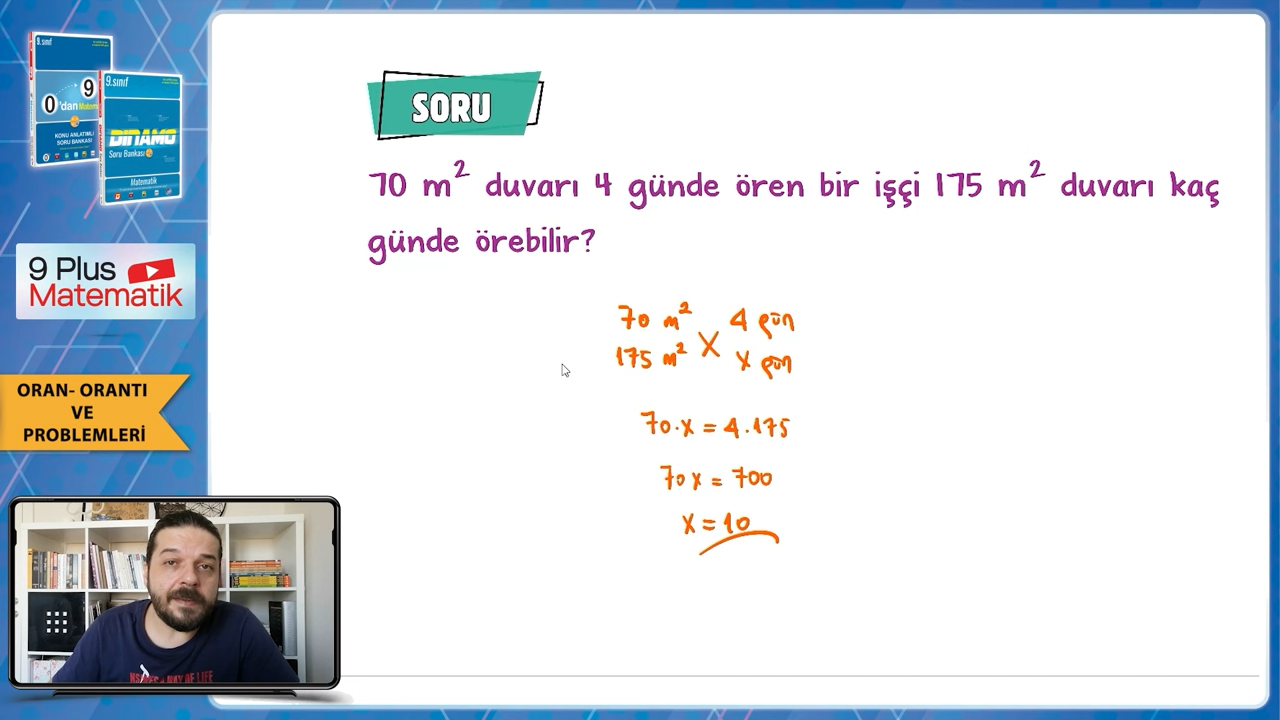 9.sınıf
0'dan
9
KONU ANLATIMLI
SORU BANKASI
9.sınıf
DİNAMO
Soru Bankası
Matematik
9 Plus
Matematik
ORAN- ORANTI
VE
PROBLEMLERİ
SORU
70 m² duvarı 4 günde ören bir işçi 175 m² duvarı kaç
günde örebilir?
70 m² 4 gün
175 m² x gün
70.x = 4.175
70x = 700
x = 10